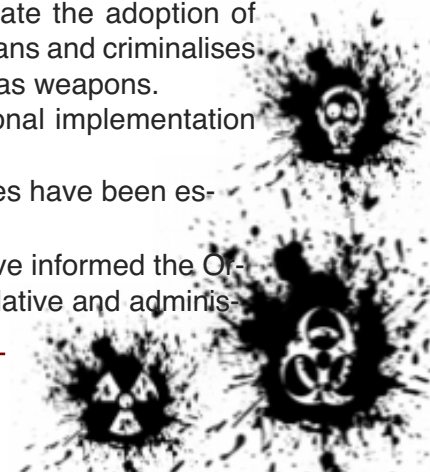 ate the adoption of
ans and criminalises
as weapons.
onal implementation
es have been es-
ve informed the Or-
lative and adminis-